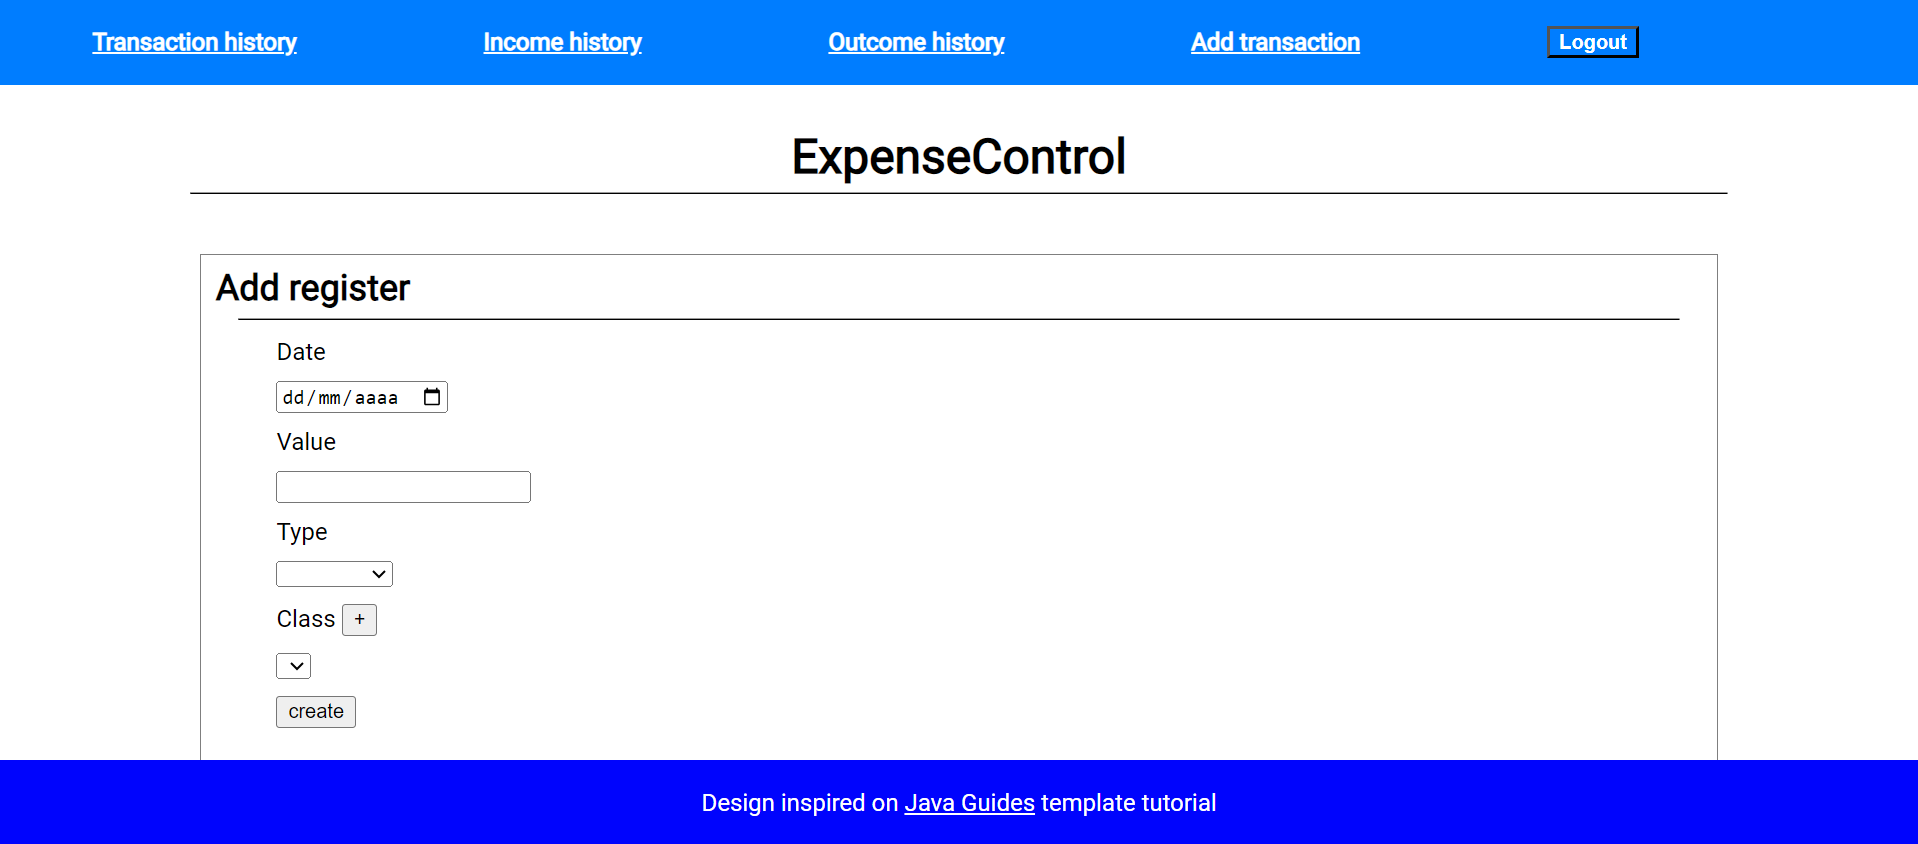 Transaction history Income history Outcome history Add transaction Logout
ExpenseControl
Add register
Date
dd/mm/aaaa
Value
Type
Class +
create
Design inspired on Java Guides template tutorial